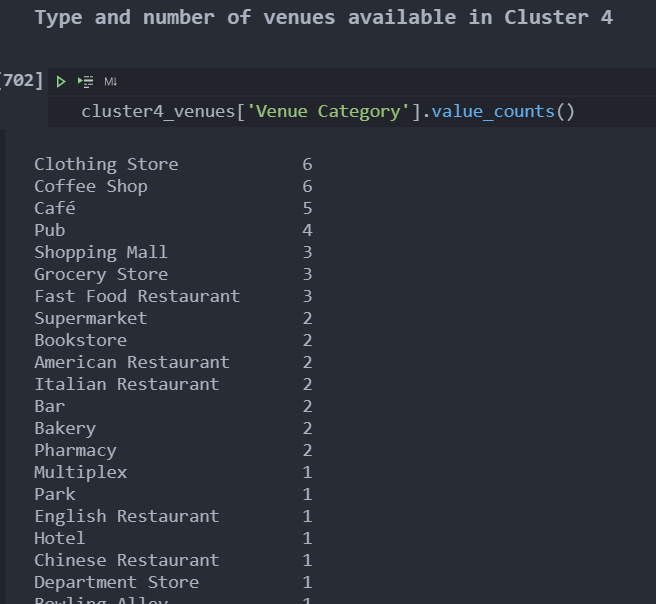 Type and number of venues available in Cluster 4
[702]
M↓
cluster4_venues['Venue Category'].value_counts()
Clothing Store 6
Coffee Shop 6
Café 5
Pub 4
Shopping Mall 3
Grocery Store 3
Fast Food Restaurant 3
Supermarket 2
Bookstore 2
American Restaurant 2
Italian Restaurant 2
Bar 2
Bakery 2
Pharmacy 2
Multiplex 1
Park 1
English Restaurant 1
Hotel 1
Chinese Restaurant 1
Department Store 1
Bowling Alley 1